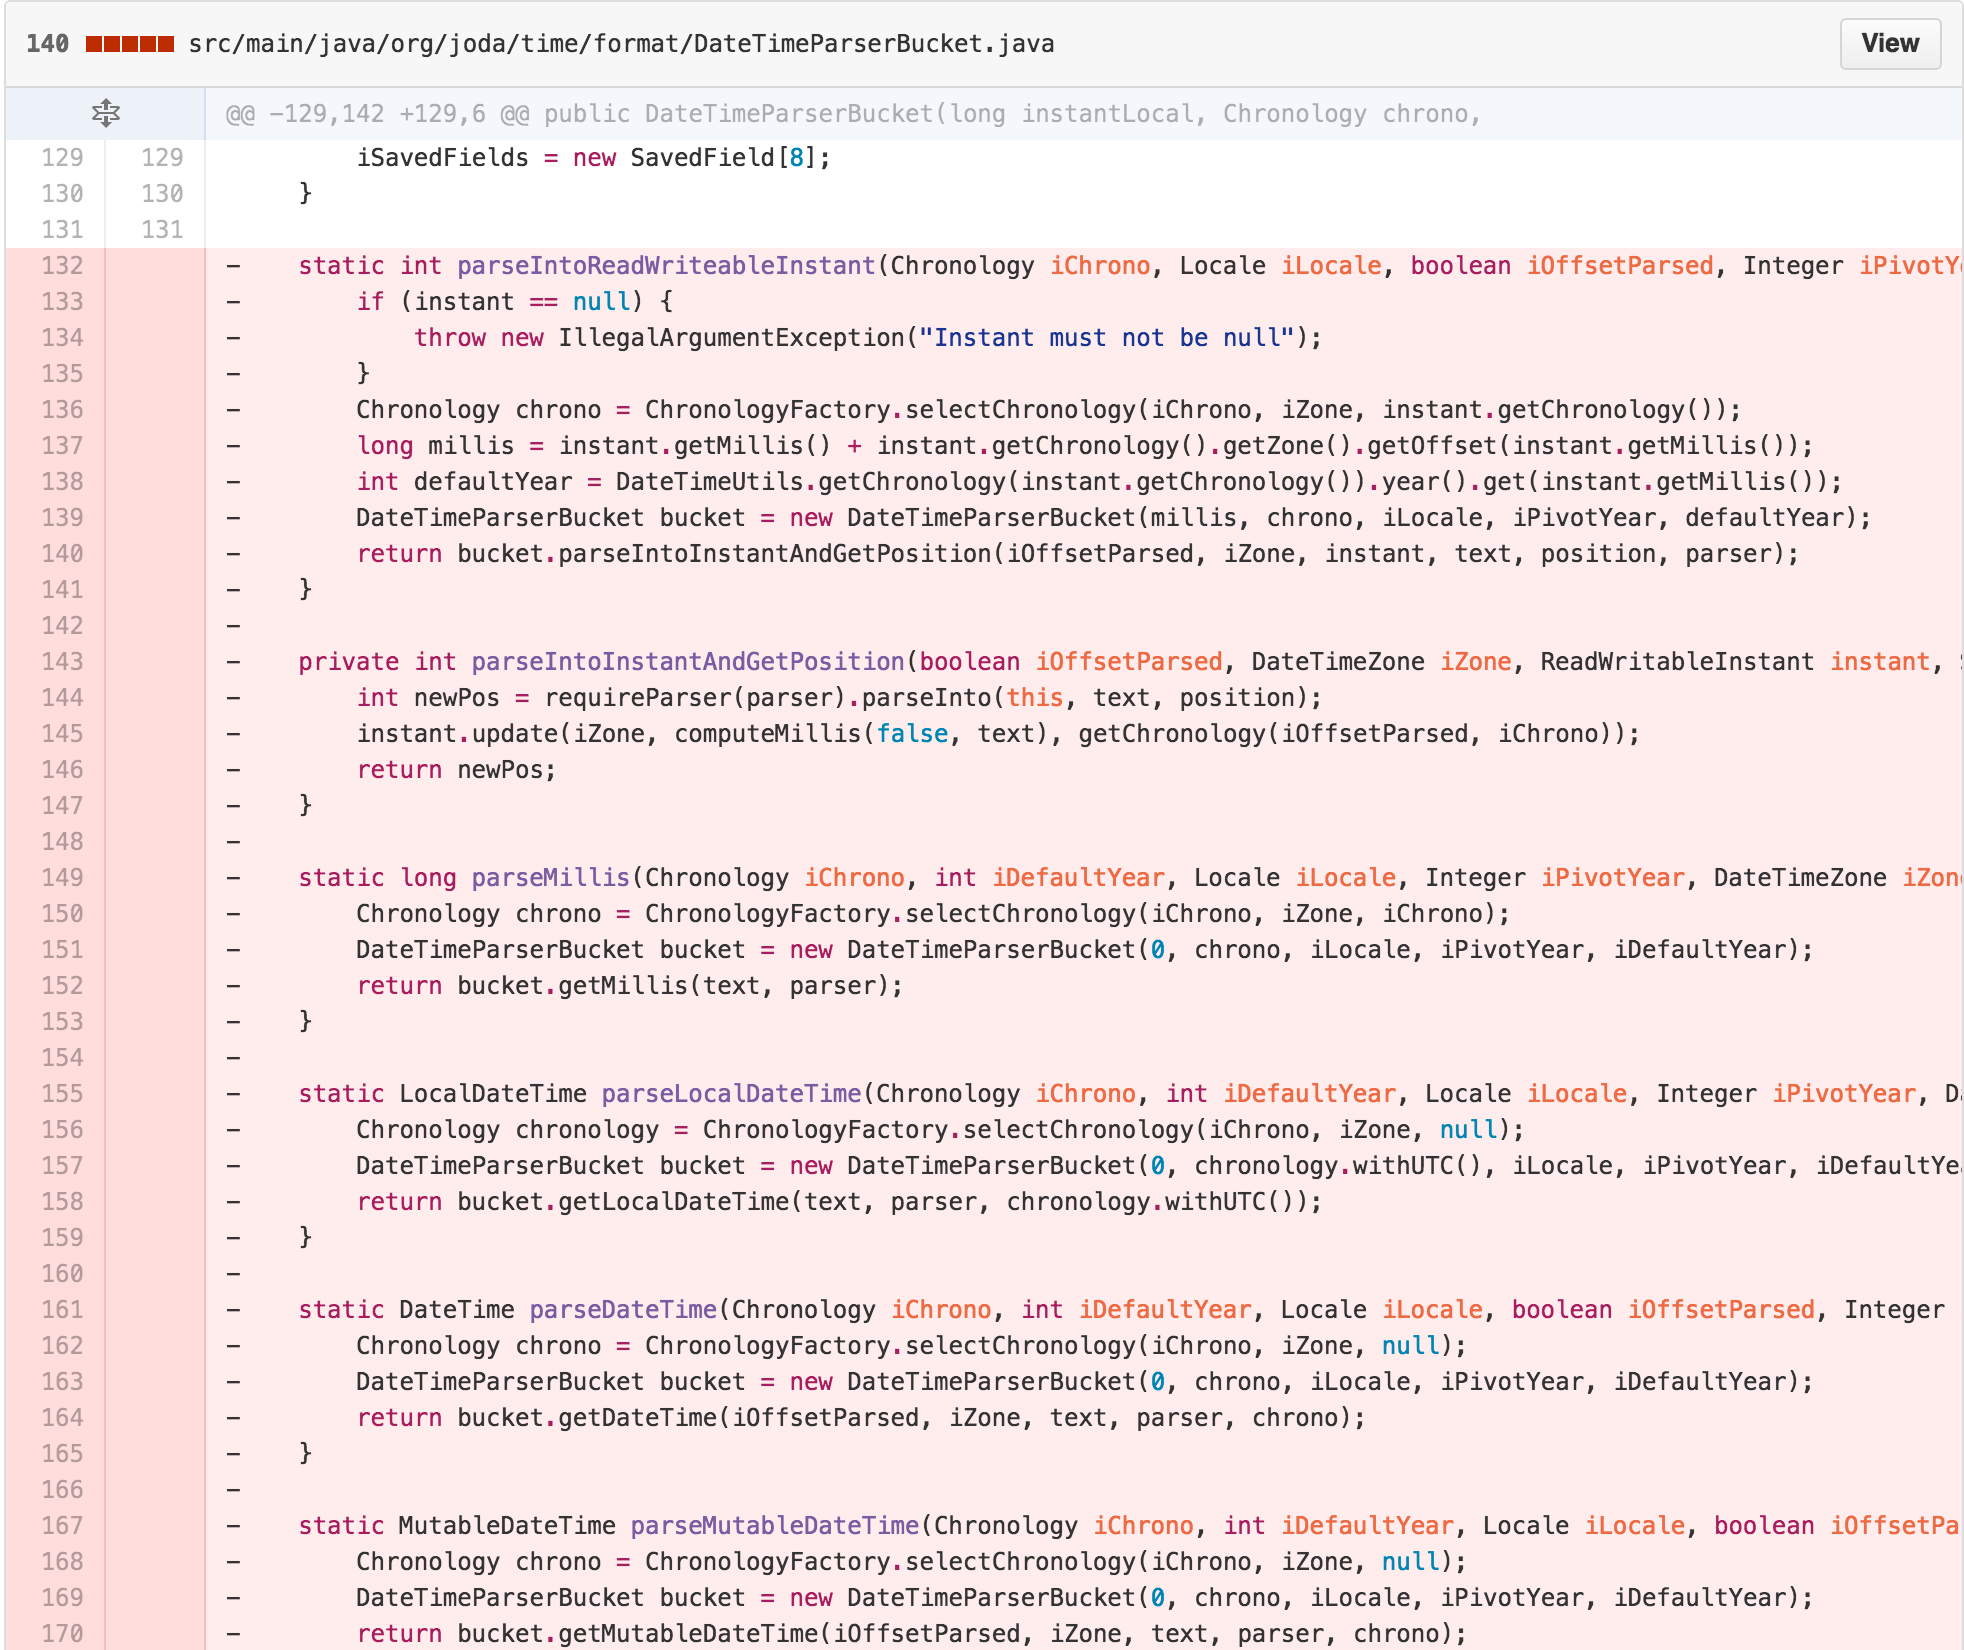 140 src/main/java/org/joda/time/format/DateTimeParserBucket.java View
@@ -129,142 +129,6 @@ public DateTimeParserBucket(long instantLocal, Chronology chrono,
129 129         iSavedFields = new SavedField[8];
130 130     }
131 131
132 -     static int parseIntoReadWriteableInstant(Chronology iChrono, Locale iLocale, boolean iOffsetParsed, Integer
133 -         if (instant == null) {
134 -             throw new IllegalArgumentException("Instant must not be null");
135 -         }
136 -         Chronology chrono = ChronologyFactory.selectChronology(iChrono, iZone, instant.getChronology());
137 -         long millis = instant.getMillis() + instant.getChronology().getZone().getOffset(instant.getMillis());
138 -         int defaultYear = DateTimeUtils.getChronology(instant.getChronology()).year().get(instant.getMillis());
139 -         DateTimeParserBucket bucket = new DateTimeParserBucket(millis, chrono, iLocale, iPivotYear, defaultYear);
140 -         return bucket.parseIntoInstantAndGetPosition(iOffsetParsed, iZone, instant, text, position, parser);
141 -     }
142 -
143 -     private int parseIntoInstantAndGetPosition(boolean iOffsetParsed, DateTimeZone iZone, ReadWritableInstant instant,
144 -         int newPos = requireParser(parser).parseInto(this, text, position);
145 -         instant.update(iZone, computeMillis(false, text), getChronology(iOffsetParsed, iChrono));
146 -         return newPos;
147 -     }
148 -
149 -     static long parseMillis(Chronology iChrono, int iDefaultYear, Locale iLocale, Integer iPivotYear, DateTimeZone
150 -         Chronology chrono = ChronologyFactory.selectChronology(iChrono, iZone, iChrono);
151 -         DateTimeParserBucket bucket = new DateTimeParserBucket(0, chrono, iLocale, iPivotYear, iDefaultYear);
152 -         return bucket.getMillis(text, parser);
153 -     }
154 -
155 -     static LocalDateTime parseLocalDateTime(Chronology iChrono, int iDefaultYear, Locale iLocale, Integer iPivotYear,
156 -         Chronology chronology = ChronologyFactory.selectChronology(iChrono, iZone, null);
157 -         DateTimeParserBucket bucket = new DateTimeParserBucket(0, chronology.withUTC(), iLocale, iPivotYear, iDefaultYe
158 -         return bucket.getLocalDateTime(text, parser, chronology.withUTC());
159 -     }
160 -
161 -     static DateTime parseDateTime(Chronology iChrono, int iDefaultYear, Locale iLocale, boolean iOffsetParsed, Integer
162 -         Chronology chrono = ChronologyFactory.selectChronology(iChrono, iZone, null);
163 -         DateTimeParserBucket bucket = new DateTimeParserBucket(0, chrono, iLocale, iPivotYear, iDefaultYear);
164 -         return bucket.getDateTime(iOffsetParsed, iZone, text, parser, chrono);
165 -     }
166 -
167 -     static MutableDateTime parseMutableDateTime(Chronology iChrono, int iDefaultYear, Locale iLocale, boolean iOffsetPa
168 -         Chronology chrono = ChronologyFactory.selectChronology(iChrono, iZone, null);
169 -         DateTimeParserBucket bucket = new DateTimeParserBucket(0, chrono, iLocale, iPivotYear, iDefaultYear);
170 -         return bucket.getMutableDateTime(iOffsetParsed, iZone, text, parser, chrono);